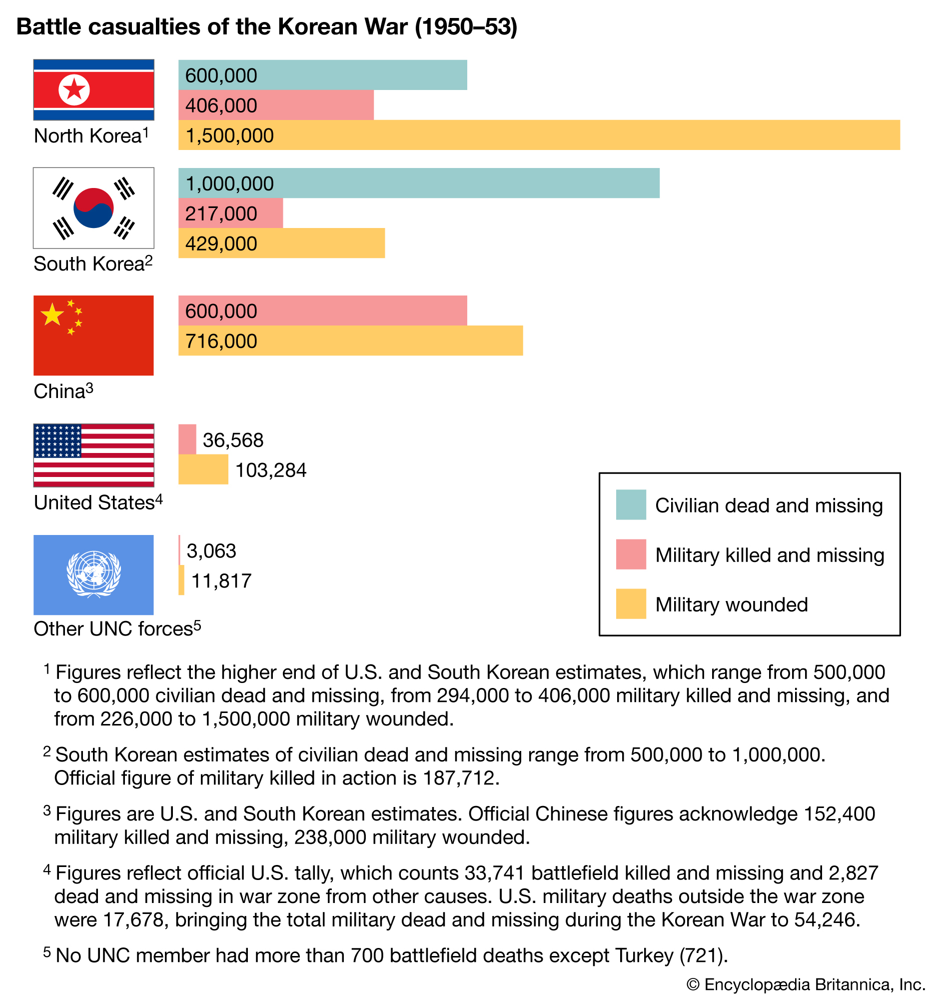 Battle casualties of the Korean War (1950–53)
600,000
406,000
1,500,000
North Korea¹
1,000,000
217,000
429,000
South Korea²
600,000
716,000
China³
36,568
103,284
United States⁴
3,063
11,817
Other UNC forces⁵
Civilian dead and missing
Military killed and missing
Military wounded
¹ Figures reflect the higher end of U.S. and South Korean estimates, which range from 500,000
to 600,000 civilian dead and missing, from 294,000 to 406,000 military killed and missing, and
from 226,000 to 1,500,000 military wounded.
² South Korean estimates of civilian dead and missing range from 500,000 to 1,000,000.
Official figure of military killed in action is 187,712.
³ Figures are U.S. and South Korean estimates. Official Chinese figures acknowledge 152,400
military killed and missing, 238,000 military wounded.
⁴ Figures reflect official U.S. tally, which counts 33,741 battlefield killed and missing and 2,827
dead and missing in war zone from other causes. U.S. military deaths outside the war zone
were 17,678, bringing the total military dead and missing during the Korean War to 54,246.
⁵ No UNC member had more than 700 battlefield deaths except Turkey (721).
© Encyclopædia Britannica, Inc.